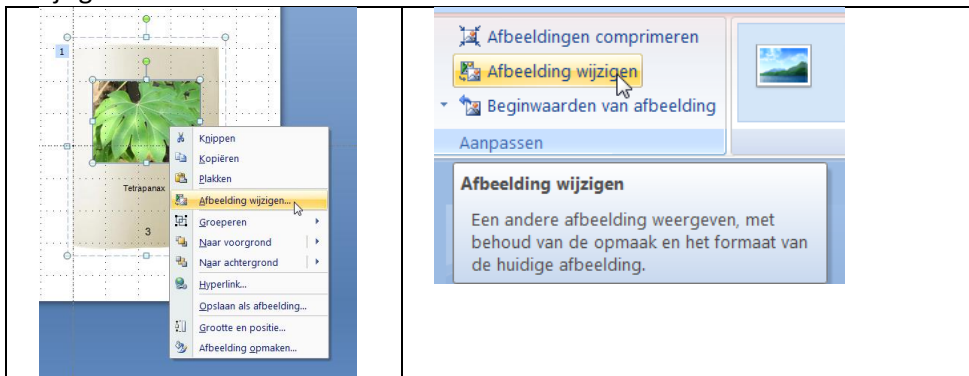 1
Tetrapanax
3
Knippen
Kopiëren
Plakken
Afbeelding wijzigen...
Groeperen
Naar voorgrond
Naar achtergrond
Hyperlink...
Opslaan als afbeelding...
Grootte en positie...
Afbeelding opmaken...
Afbeeldingen comprimeren
Afbeelding wijzigen
Beginwaarden van afbeelding
Aanpassen
Afbeelding wijzigen
Een andere afbeelding weergeven, met
behoud van de opmaak en het formaat van
de huidige afbeelding.